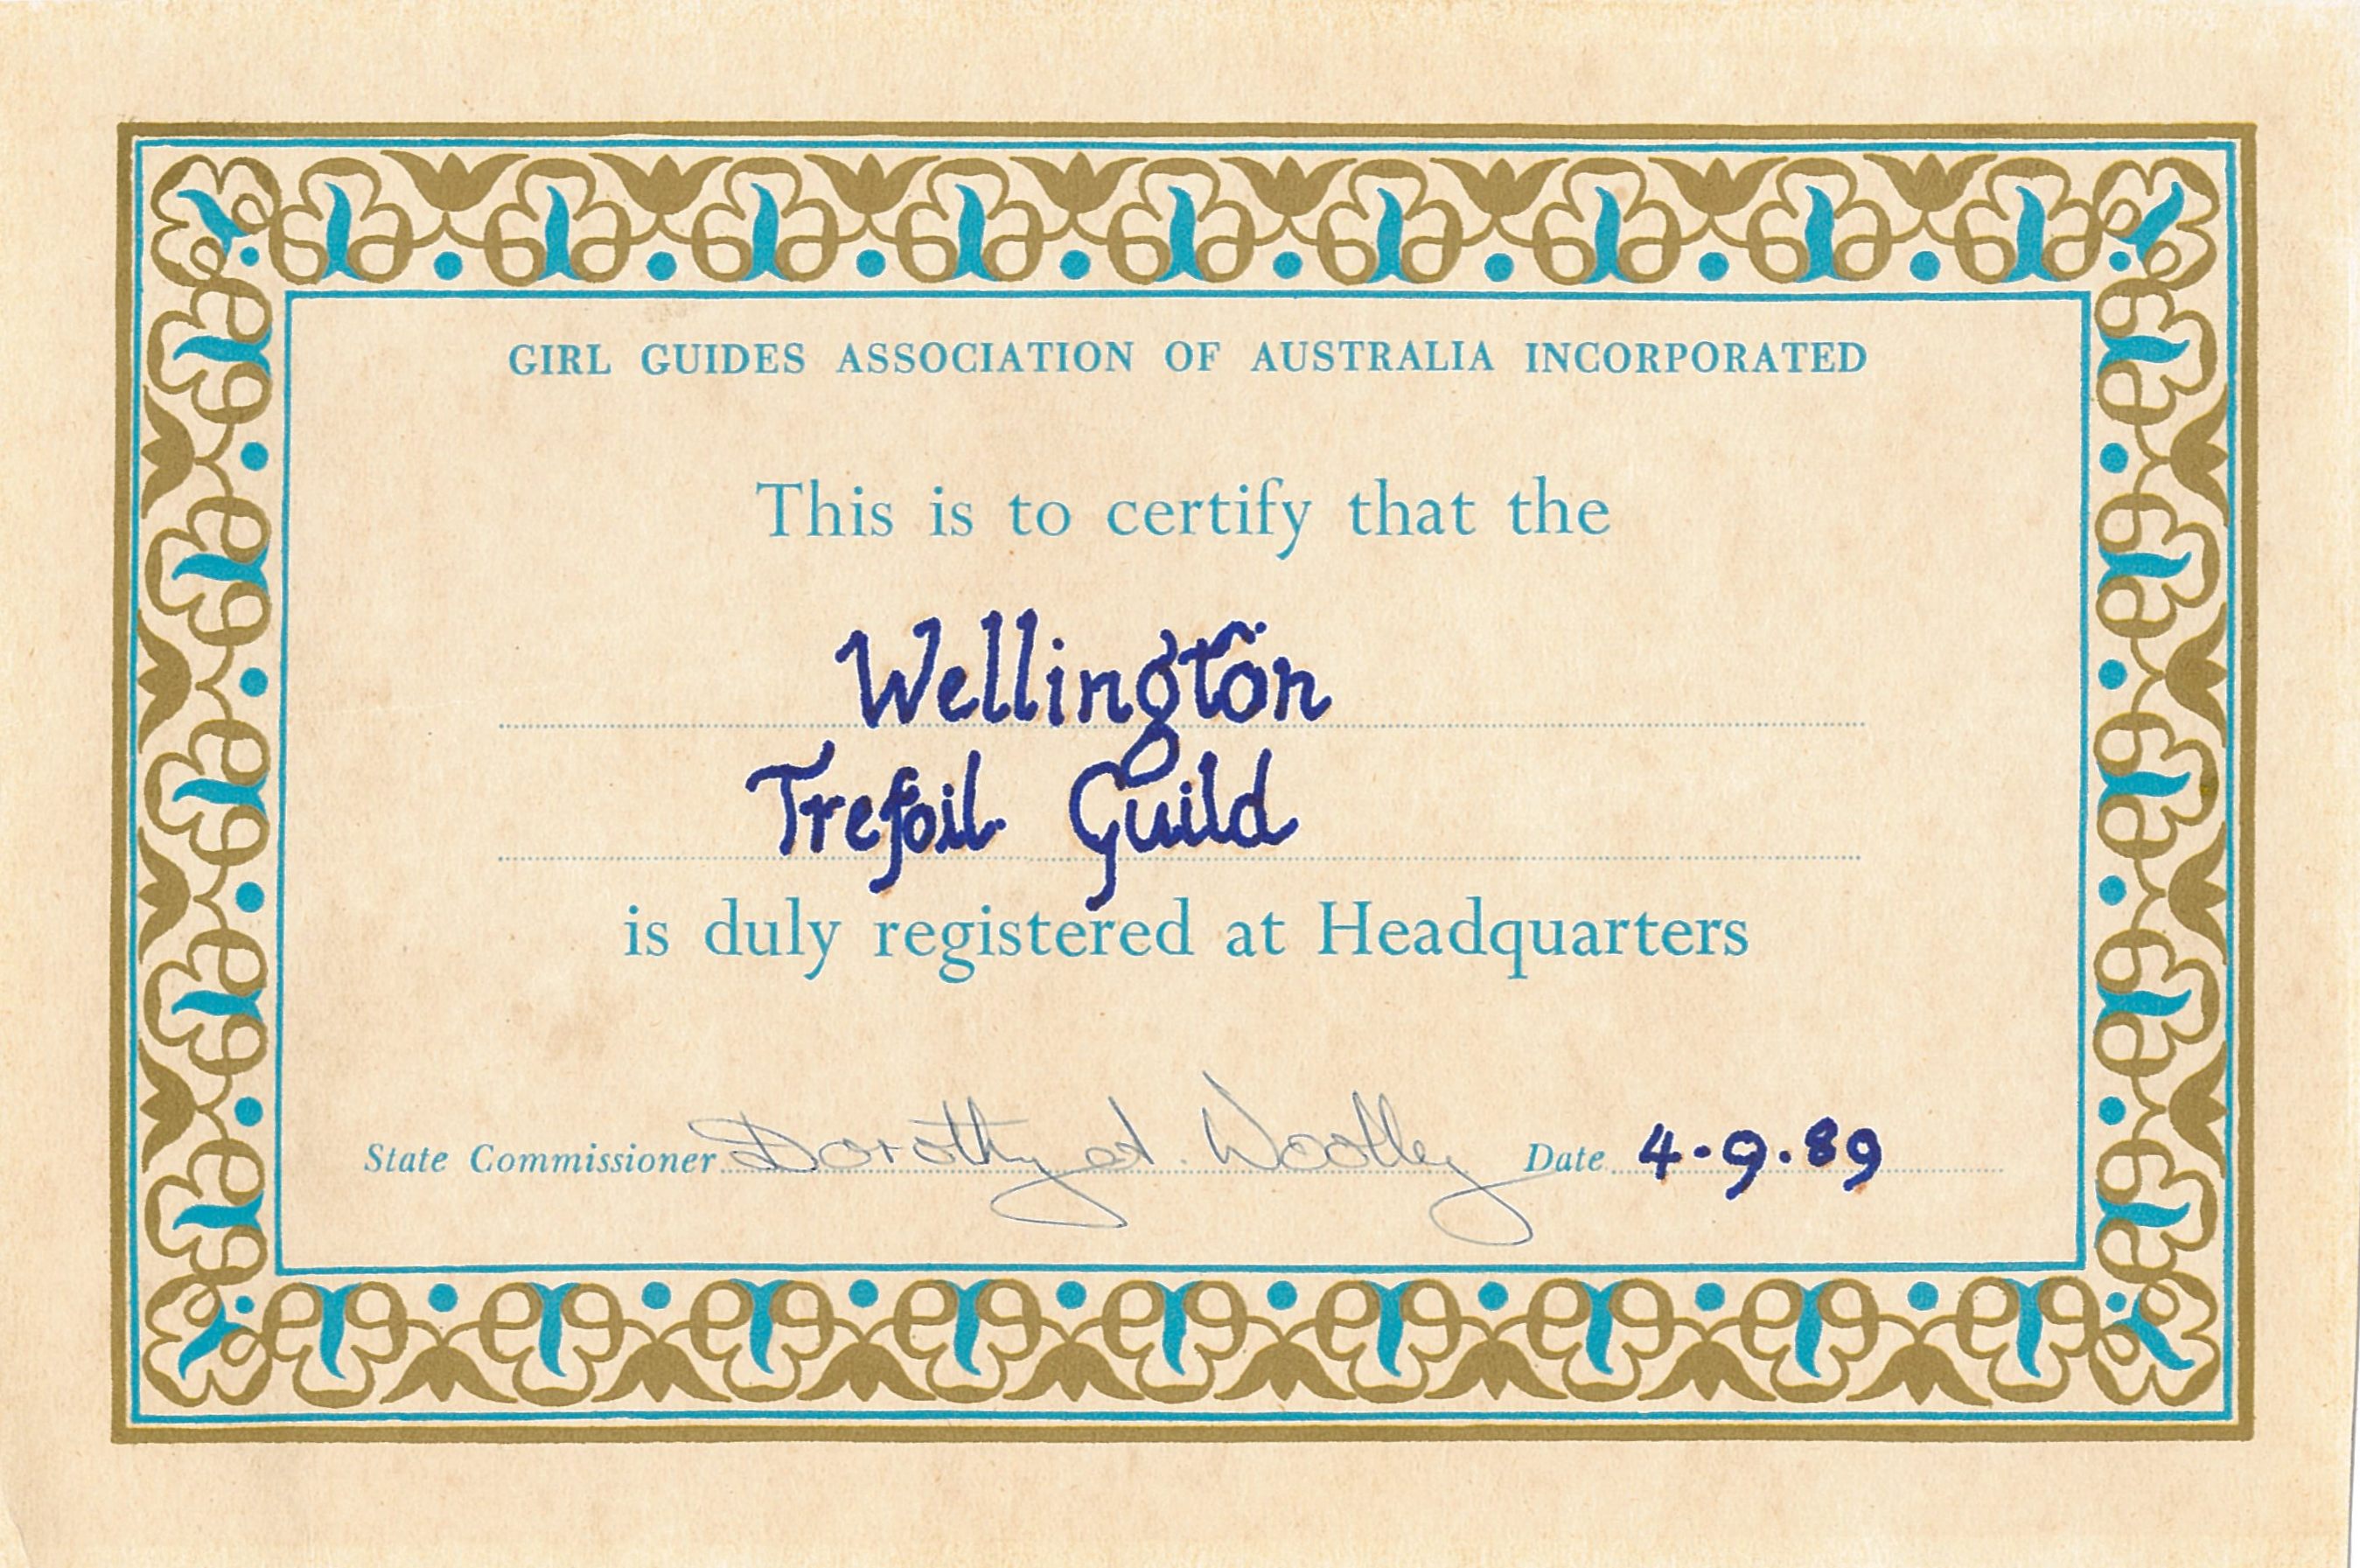 GIRL GUIDES ASSOCIATION OF AUSTRALIA INCORPORATED
This is to certify that the
Wellington
Trefoil Guild
is duly registered at Headquarters
State Commissioner Dorothy Woolley Date 4.9.89